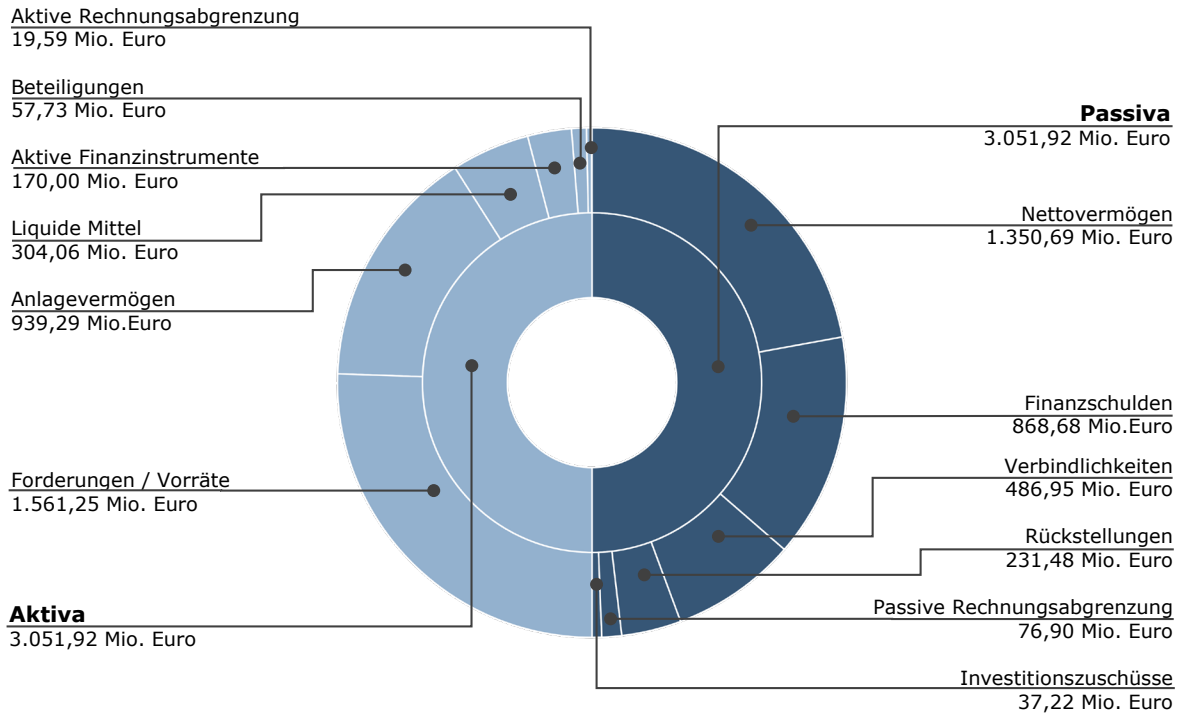 Aktive Rechnungsabgrenzung
19,59 Mio. Euro
Beteiligungen
57,73 Mio. Euro
Aktive Finanzinstrumente
170,00 Mio. Euro
Liquide Mittel
304,06 Mio. Euro
Anlagevermögen
939,29 Mio.Euro
Forderungen / Vorräte
1.561,25 Mio. Euro
Aktiva
3.051,92 Mio. Euro
Passiva
3.051,92 Mio. Euro
Nettovermögen
1.350,69 Mio. Euro
Finanzschulden
868,68 Mio.Euro
Verbindlichkeiten
486,95 Mio. Euro
Rückstellungen
231,48 Mio. Euro
Passive Rechnungsabgrenzung
76,90 Mio. Euro
Investitionszuschüsse
37,22 Mio. Euro